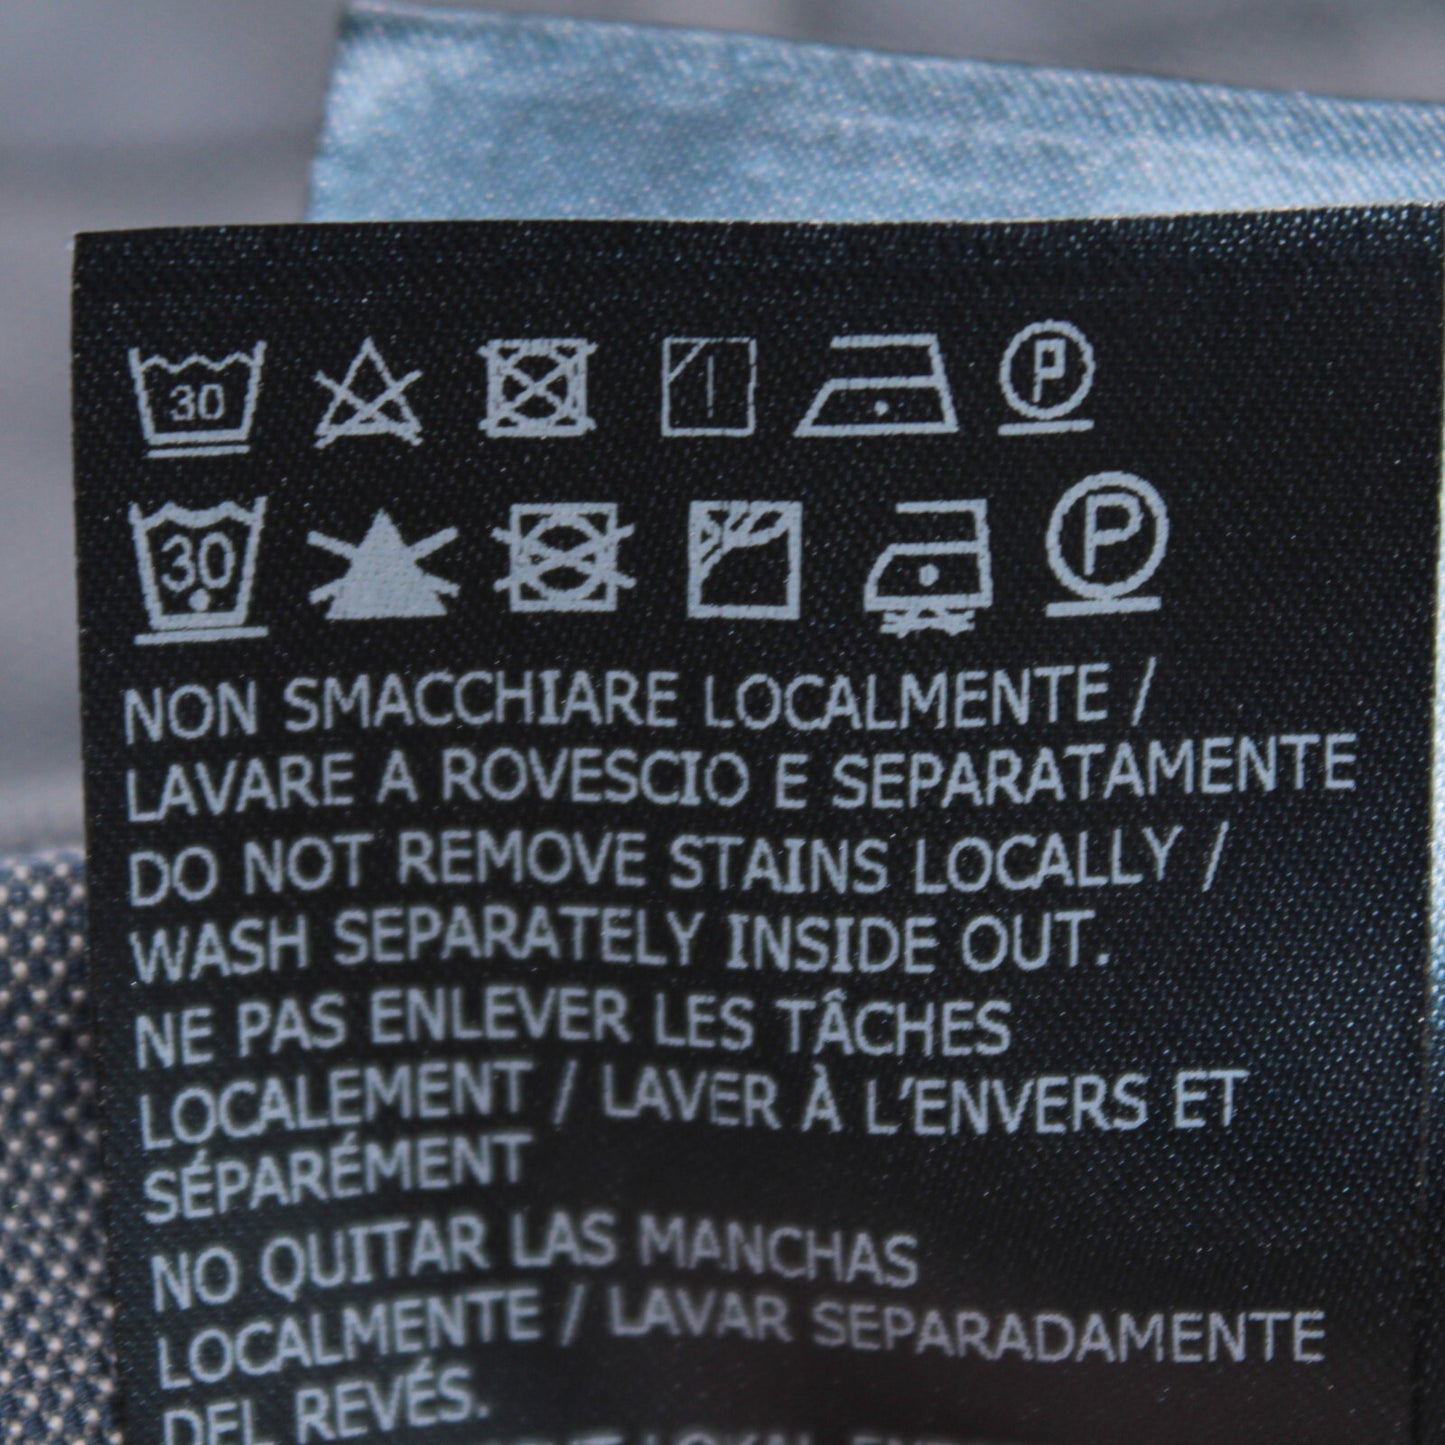 30 P
30 P
NON SMACCHIARE LOCALMENTE /
LAVARE A ROVESCIO E SEPARATAMENTE
DO NOT REMOVE STAINS LOCALLY /
WASH SEPARATELY INSIDE OUT.
NE PAS ENLEVER LES TÂCHES
LOCALEMENT / LAVER À L'ENVERS ET
SÉPARÉMENT
NO QUITAR LAS MANCHAS
LOCALMENTE / LAVAR SEPARADAMENTE
DEL REVÉS.